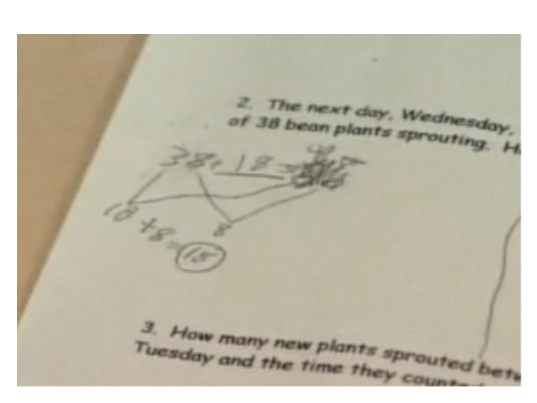 2. The next day, Wednesday,
of 38 bean plants sprouting. H
38+ 18 =
10 + 8 = 18
8
3. How many new plants sprouted betw
Tuesday and the time they counted